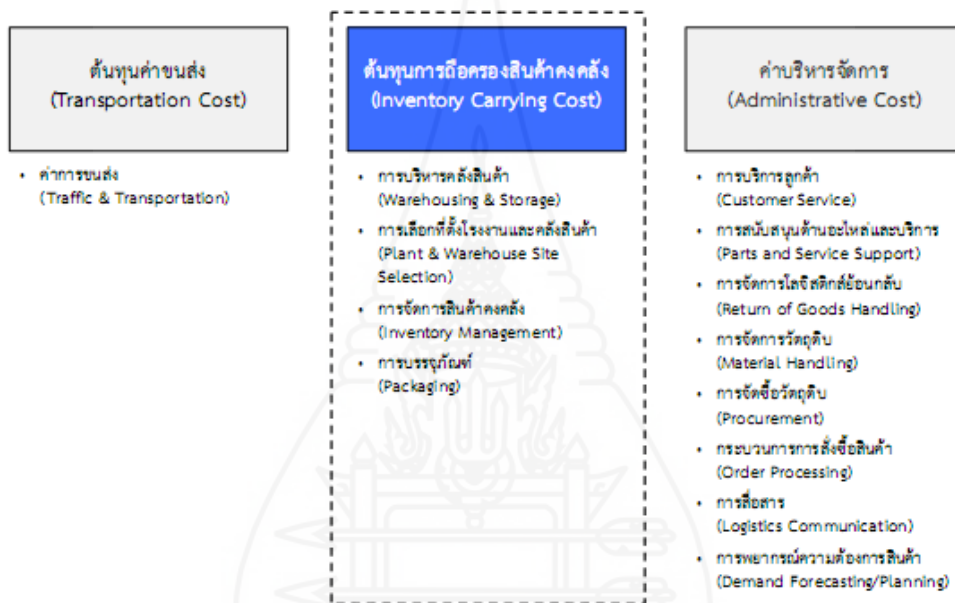 ต้นทุนค่าขนส่ง
(Transportation Cost)
• ค่าการขนส่ง
(Traffic & Transportation)
ต้นทุนการถือครองสินค้าคงคลัง
(Inventory Carrying Cost)
• การบริหารคลังสินค้า
(Warehousing & Storage)
• การเลือกที่ตั้งโรงงานและคลังสินค้า
(Plant & Warehouse Site
Selection)
• การจัดการสินค้าคงคลัง
(Inventory Management)
• การบรรจุภัณฑ์
(Packaging)
ค่าบริหารจัดการ
(Administrative Cost)
• การบริการลูกค้า
(Customer Service)
• การสนับสนุนด้านอะไหล่และบริการ
(Parts and Service Support)
• การจัดการโลจิสติกส์ย้อนกลับ
(Return of Goods Handling)
• การจัดการวัตถุดิบ
(Material Handling)
• การจัดซื้อวัตถุดิบ
(Procurement)
• กระบวนการการสั่งซื้อสินค้า
(Order Processing)
• การสื่อสาร
(Logistics Communication)
• การพยากรณ์ความต้องการสินค้า
(Demand Forecasting/Planning)